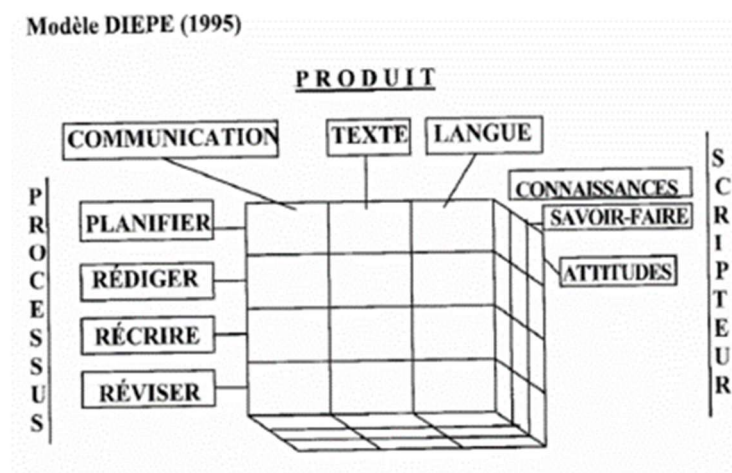 Modèle DIEPE (1995)
PRODUIT
COMMUNICATION
TEXTE
LANGUE
PROCESSUS
PLANIFIER
RÉDIGER
RÉCRIRE
RÉVISER
CONNAISSANCES
SAVOIR-FAIRE
ATTITUDES
SCRIPTEUR